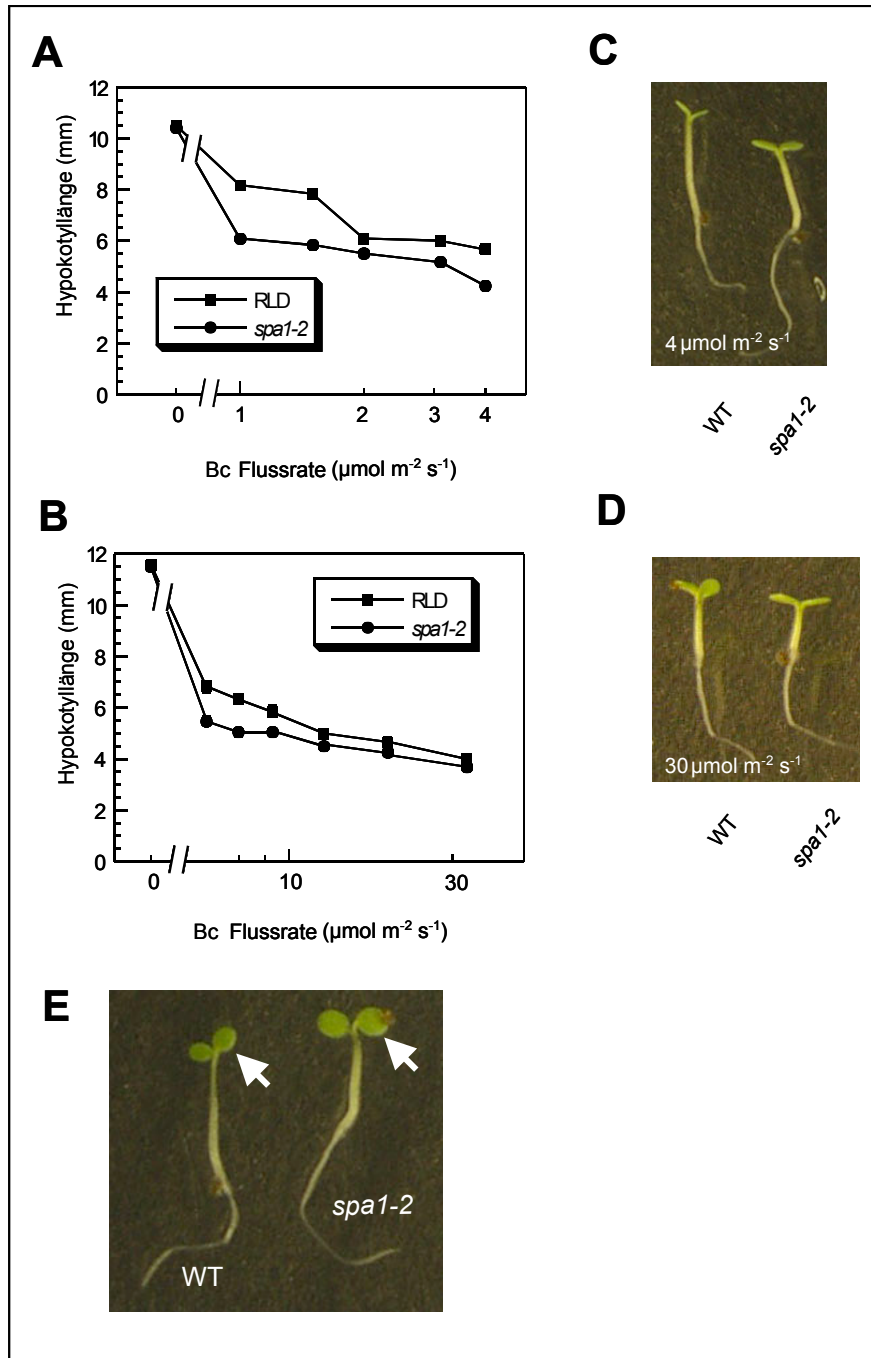 A
12
10
8
6
4
2
0
Hypokotyllänge (mm)
RLD
spa1-2
0 1 2 3 4
Bc Flussrate (µmol m⁻² s⁻¹)
B
12
10
8
6
4
2
0
Hypokotyllänge (mm)
RLD
spa1-2
0 10 30
Bc Flussrate (µmol m⁻² s⁻¹)
C
4 µmol m⁻² s⁻¹
WT spa1-2
D
30 µmol m⁻² s⁻¹
WT spa1-2
E
spa1-2
WT